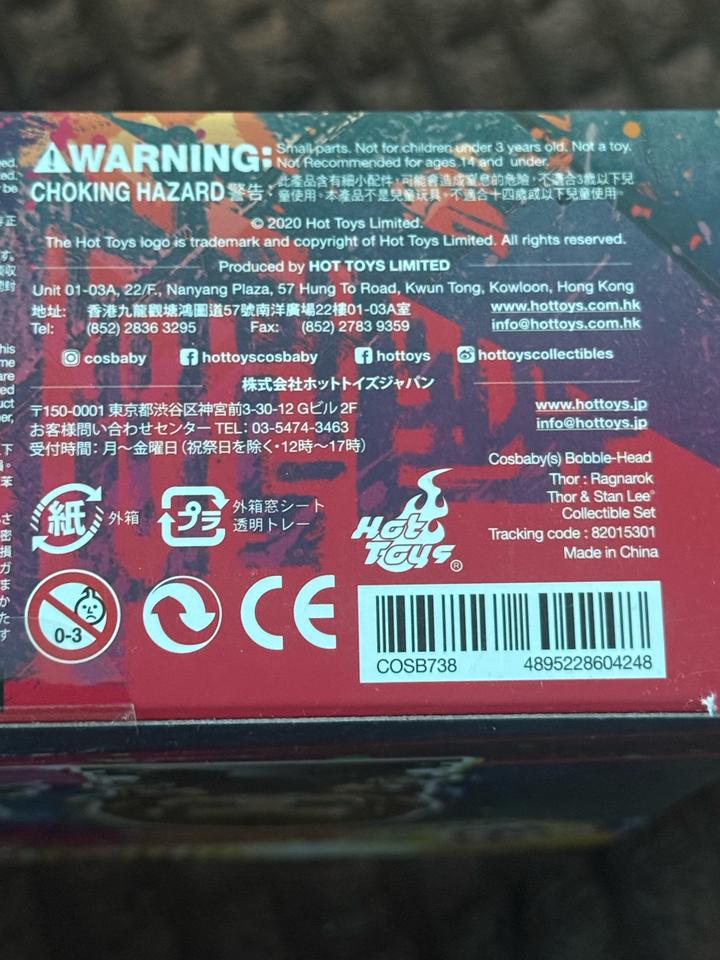 WARNING: Small parts. Not for children under 3 years old. Not a toy.
Not Recommended for ages 14 and under.
CHOKING HAZARD 警告: 此產品含有細小配件,可能會造成窒息的危險,不適合3歲以下兒
童使用。本產品不是兒童玩具,不適合十四歲或以下兒童使用。
© 2020 Hot Toys Limited.
The Hot Toys logo is trademark and copyright of Hot Toys Limited. All rights reserved.
Produced by HOT TOYS LIMITED
Unit 01-03A, 22/F., Nanyang Plaza, 57 Hung To Road, Kwun Tong, Kowloon, Hong Kong
地址: 香港九龍觀塘鴻圖道57號南洋廣場22樓01-03A室 www.hottoys.com.hk
Tel: (852) 2836 3295 Fax: (852) 2783 9359 info@hottoys.com.hk
cosbaby hottoyscosbaby hottoys hottoyscollectibles
株式会社ホットトイズジャパン
〒150-0001 東京都渋谷区神宮前3-30-12 Gビル 2F www.hottoys.jp
お客様問い合わせセンター TEL: 03-5474-3463 info@hottoys.jp
受付時間: 月~金曜日 (祝祭日を除く・12時~17時)
Cosbaby(s) Bobble-Head
Thor : Ragnarok
Thor & Stan Lee®
Collectible Set
Tracking code : 82015301
Made in China
紙 外箱
プラ 外箱窓シート
透明トレー
Hot
Toys ®
0-3
CE
COSB738 4895228604248